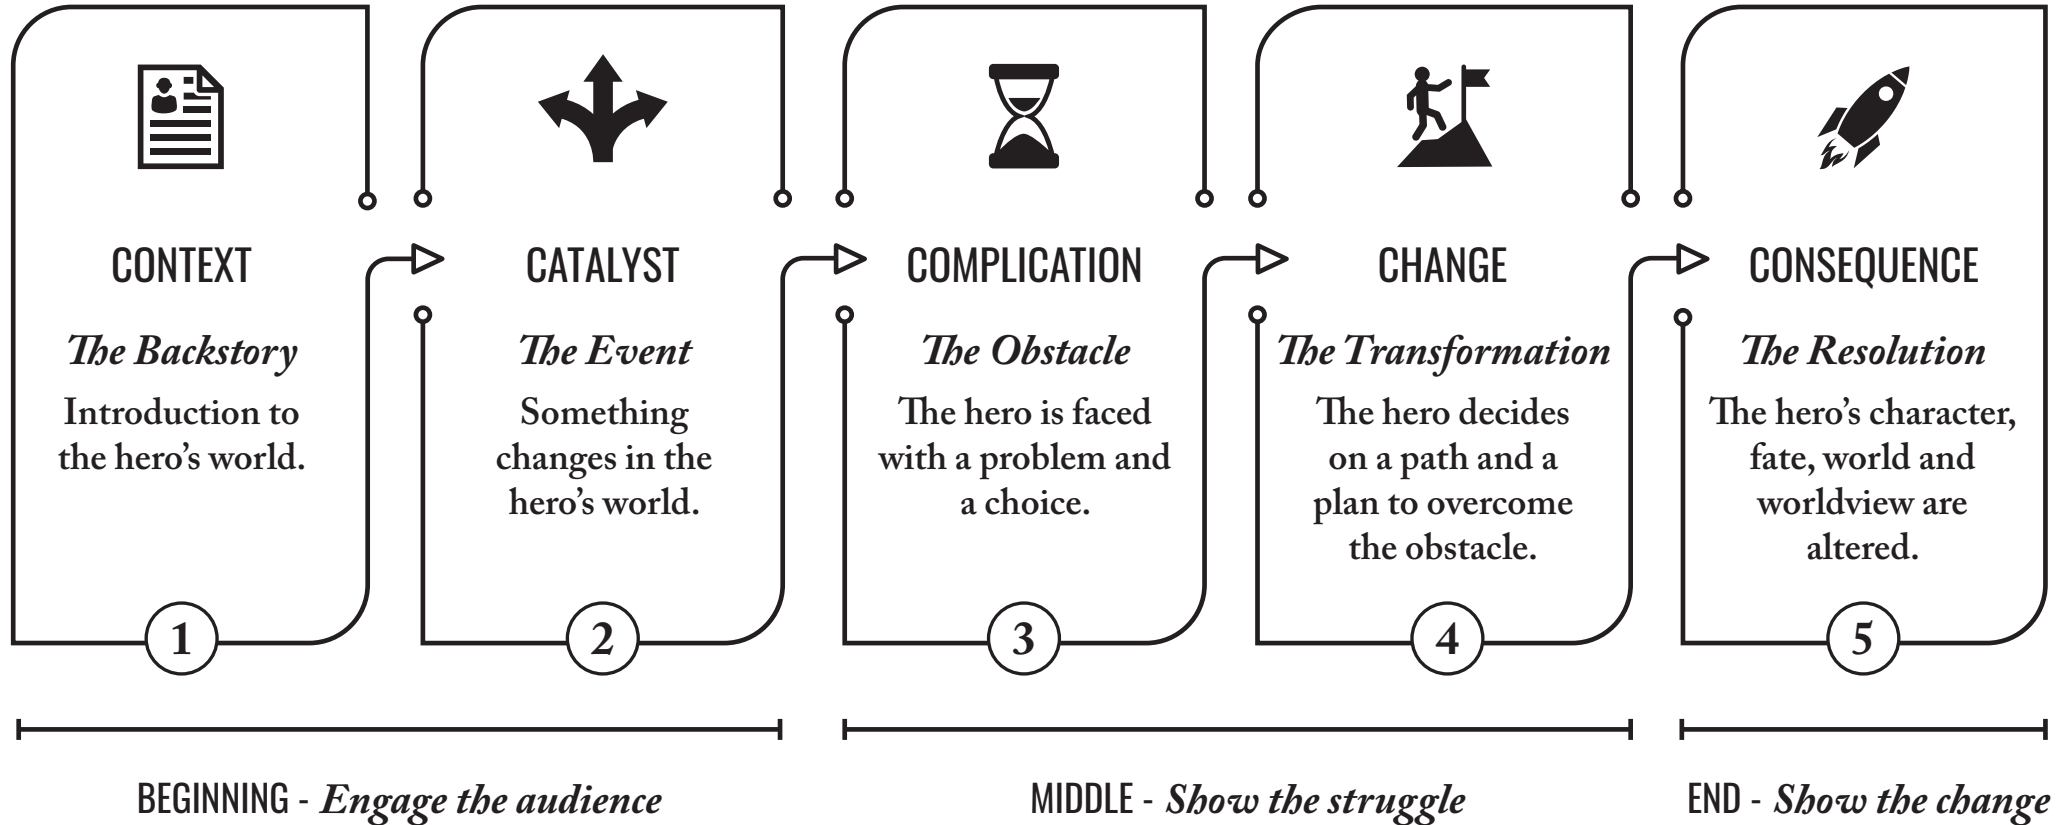 CONTEXT
The Backstory
Introduction to
the hero’s world.
1
CATALYST
The Event
Something
changes in the
hero’s world.
2
COMPLICATION
The Obstacle
The hero is faced
with a problem and
a choice.
3
CHANGE
The Transformation
The hero decides
on a path and a
plan to overcome
the obstacle.
4
CONSEQUENCE
The Resolution
The hero’s character,
fate, world and
worldview are
altered.
5
BEGINNING - Engage the audience
MIDDLE - Show the struggle
END - Show the change